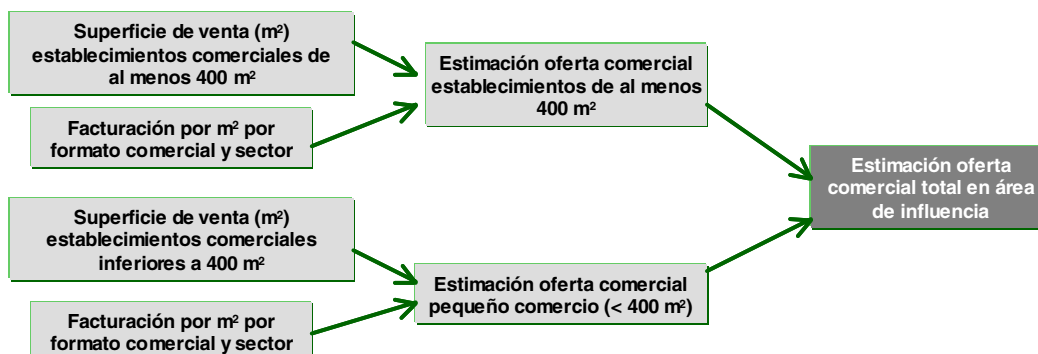 Superficie de venta (m²)
establecimientos comerciales de
al menos 400 m²
Facturación por m² por
formato comercial y sector
Estimación oferta comercial
establecimientos de al menos
400 m²
Estimación oferta
comercial total en área
de influencia
Superficie de venta (m²)
establecimientos comerciales
inferiores a 400 m²
Facturación por m² por
formato comercial y sector
Estimación oferta comercial
pequeño comercio (< 400 m²)